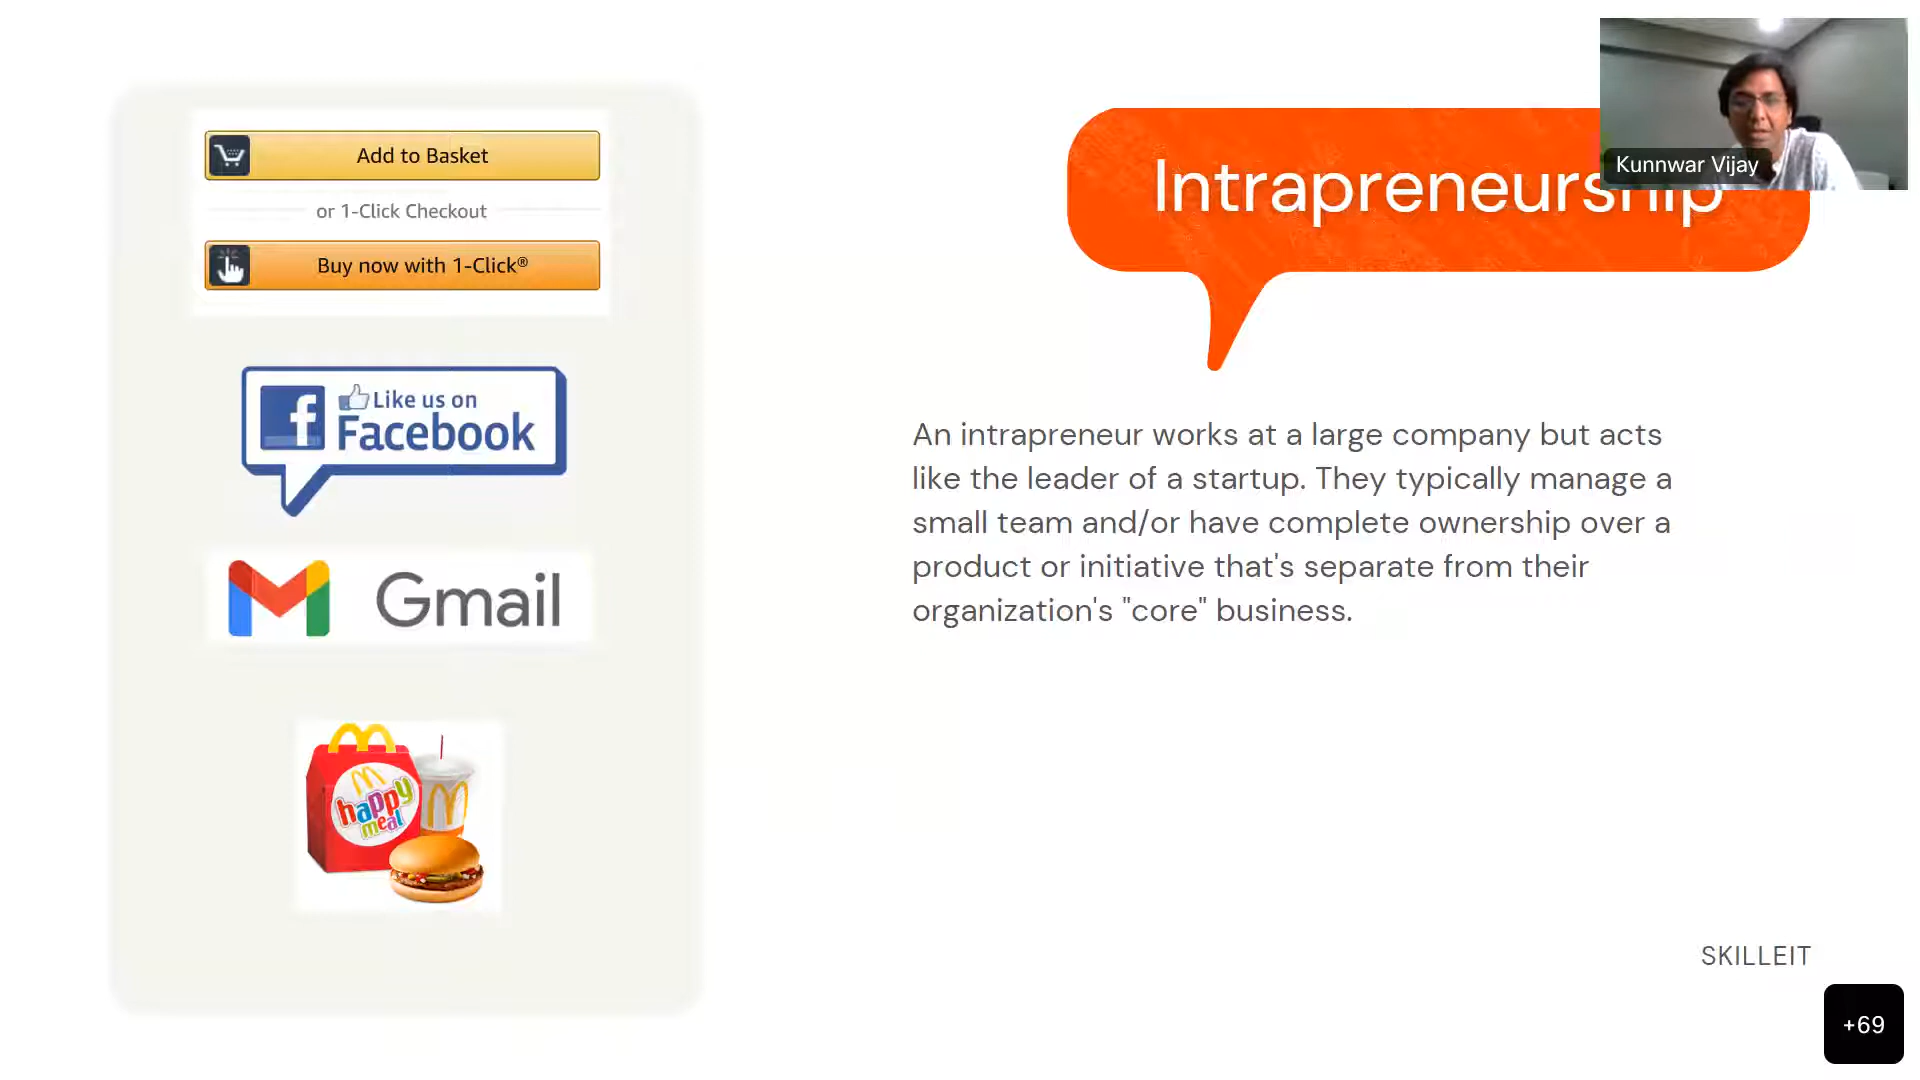 Add to Basket
or 1-Click Checkout
Buy now with 1-Click®
Like us on
f Facebook
Gmail
happy
meal
Intrapreneurship
Kunnwar Vijay
An intrapreneur works at a large company but acts
like the leader of a startup. They typically manage a
small team and/or have complete ownership over a
product or initiative that's separate from their
organization's "core" business.
SKILLEIT
+69